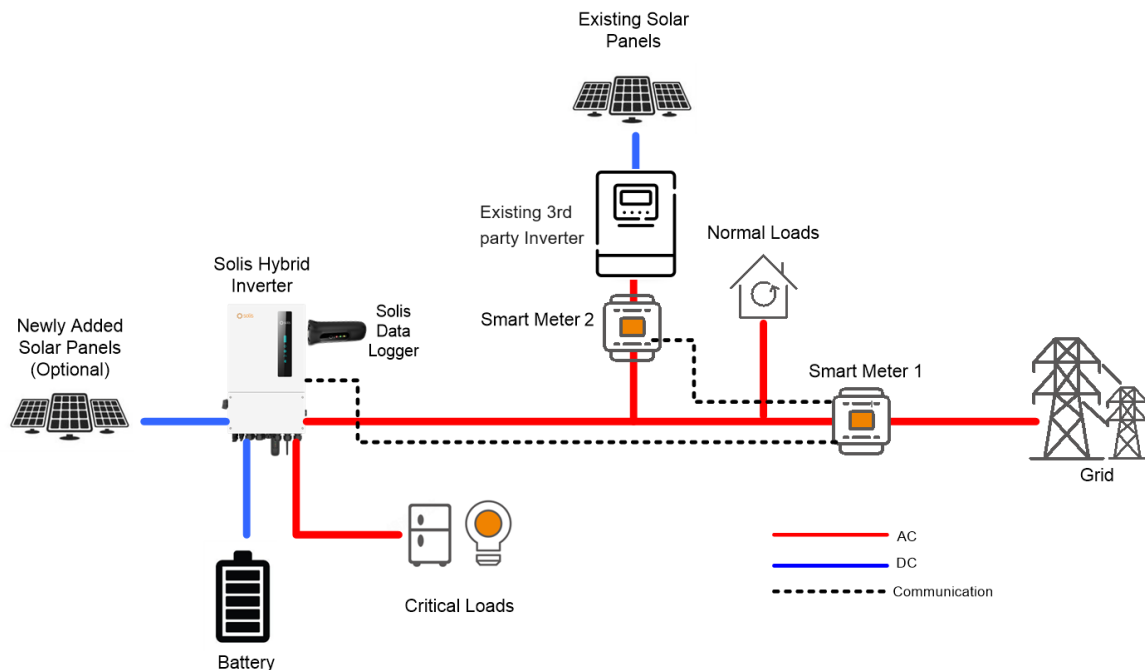 Existing Solar
Panels
Existing 3rd
party Inverter
Normal Loads
Solis Hybrid
Inverter
Solis
Data
Logger
Smart Meter 2
Newly Added
Solar Panels
(Optional)
Smart Meter 1
Grid
Critical Loads
Battery
AC
DC
Communication
solis